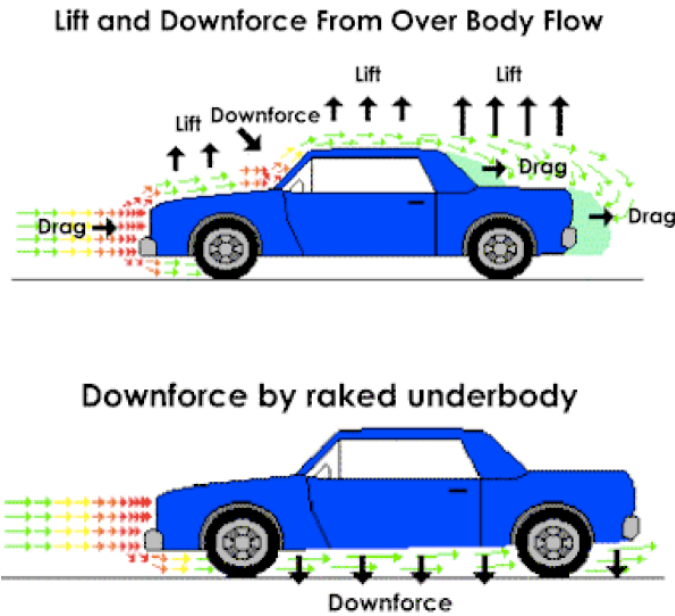 Lift and Downforce From Over Body Flow
Lift
Lift
Downforce
Lift
Drag
Drag
Drag
Downforce by raked underbody
Downforce